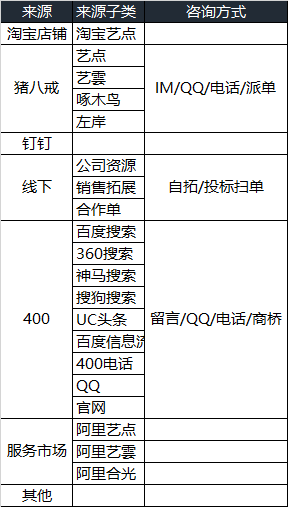 来源 来源子类 咨询方式
淘宝店铺 淘宝艺点
猪八戒 艺点 IM/QQ/电话/派单
艺雲
啄木鸟
左岸
钉钉
线下 公司资源 自拓/投标扫单
销售拓展
合作单
400 百度搜索 留言/QQ/电话/商桥
360搜索
神马搜索
搜狗搜索
UC头条
百度信息流
400电话
QQ
官网
服务市场 阿里艺点
阿里艺雲
阿里合光
其他